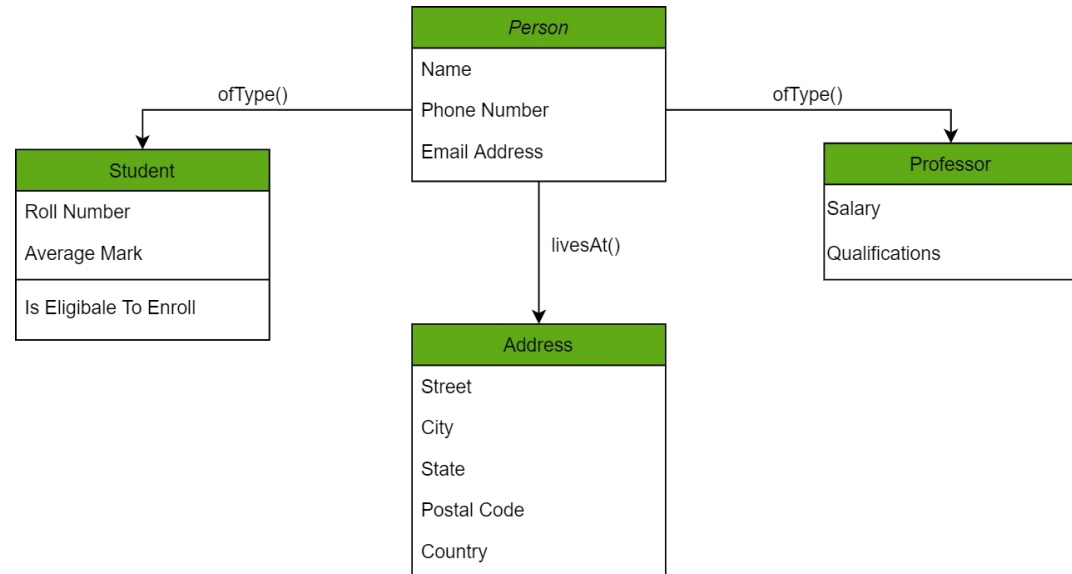 Person
Name
Phone Number
Email Address
ofType()
ofType()
Student
Roll Number
Average Mark
Is Eligibale To Enroll
Professor
Salary
Qualifications
livesAt()
Address
Street
City
State
Postal Code
Country